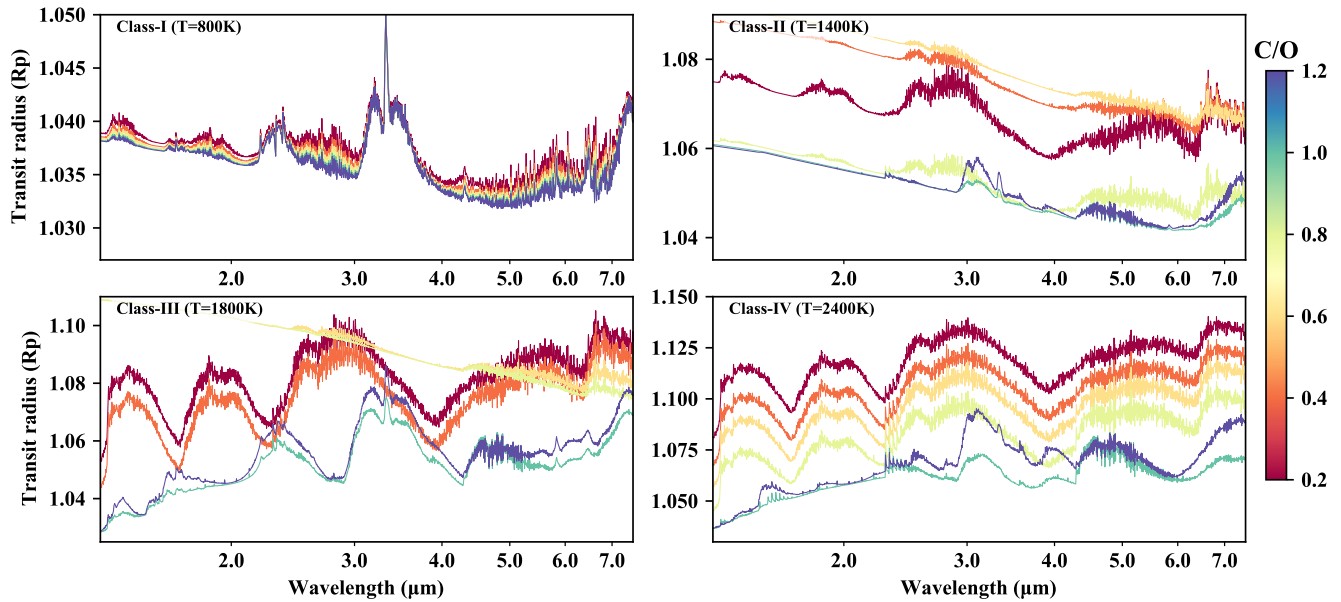 Class-I (T=800K)
Class-II (T=1400K)
C/O
1.050
1.045
1.040
1.035
1.030
Transit radius (Rp)
2.0 3.0 4.0 5.0 6.0 7.0
1.08
1.06
1.04
2.0 3.0 4.0 5.0 6.0 7.0
1.2
1.0
0.8
0.6
0.4
0.2
Class-III (T=1800K)
Class-IV (T=2400K)
1.10
1.08
1.06
1.04
Transit radius (Rp)
2.0 3.0 4.0 5.0 6.0 7.0
Wavelength (μm)
1.150
1.125
1.100
1.075
1.050
2.0 3.0 4.0 5.0 6.0 7.0
Wavelength (μm)